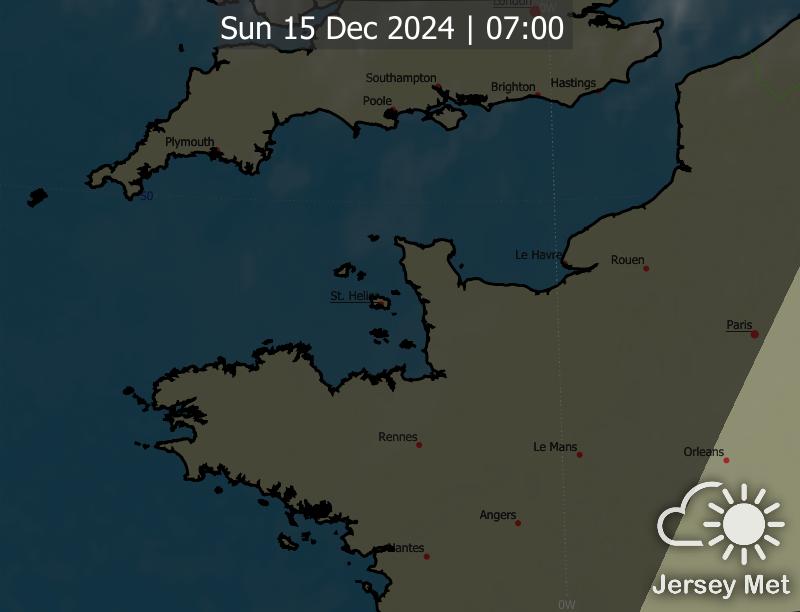 London
0W
Sun 15 Dec 2024 | 07:00
Southampton
Brighton
Hastings
Poole
Plymouth
50
Le Havre
Rouen
St. Helier
Paris
Rennes
Le Mans
Orleans
Angers
Nantes
Jersey Met
0W